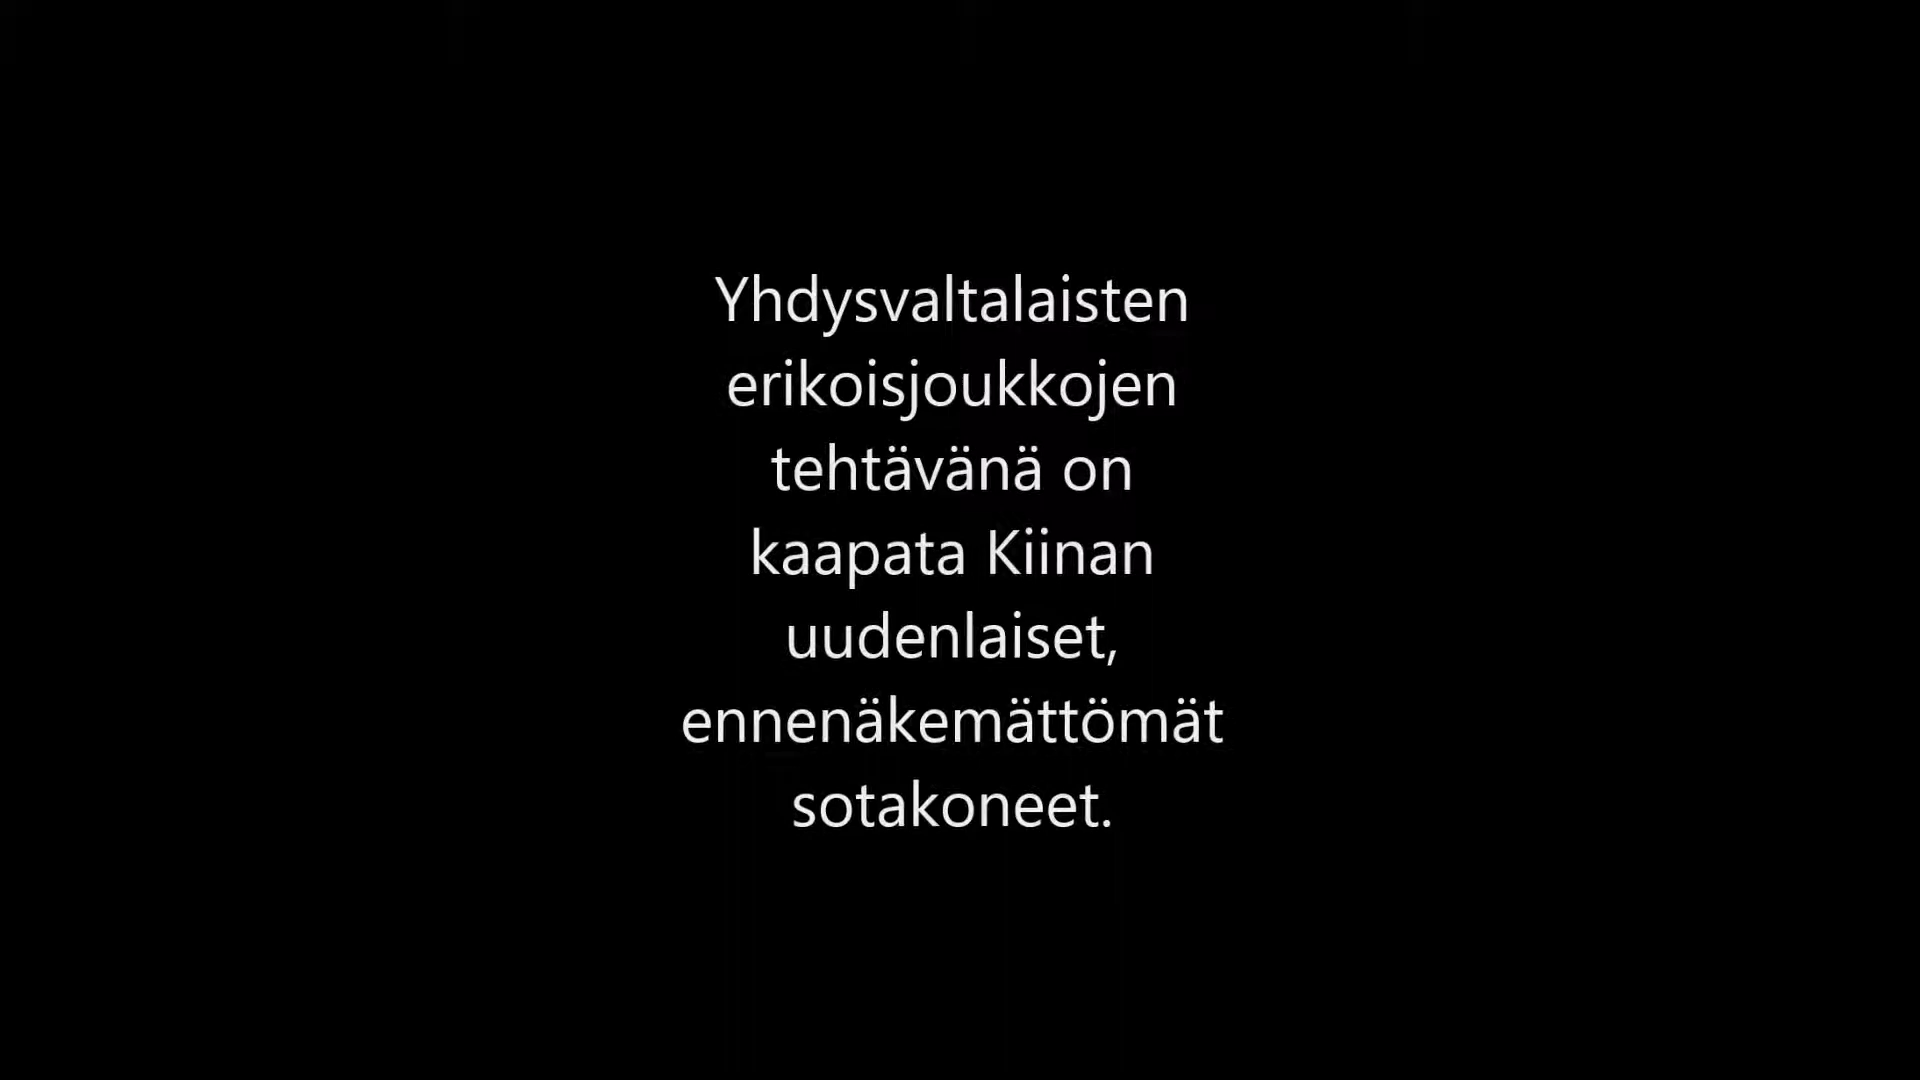 Yhdysvaltalaisten
erikoisjoukkojen
tehtävänä on
kaapata Kiinan
uudenlaiset,
ennenäkemättömät
sotakoneet.